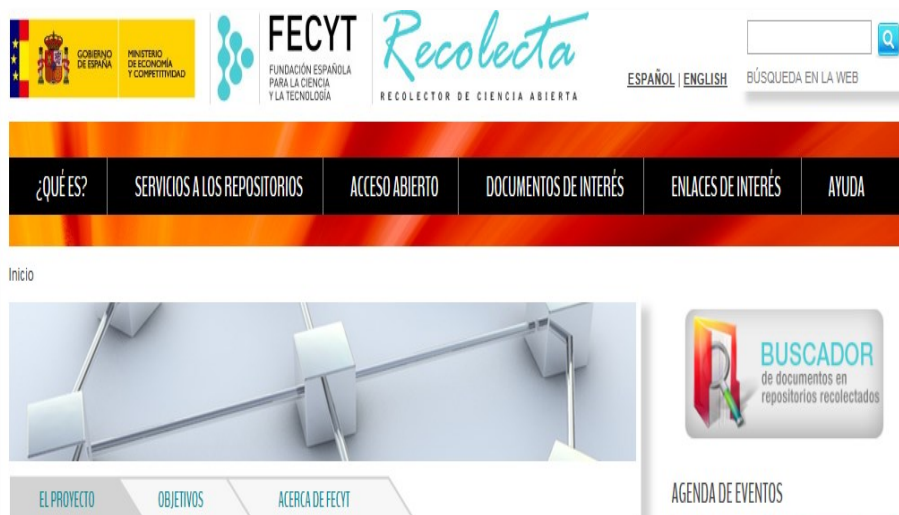 GOBIERNO
DE ESPAÑA
MINISTERIO
DE ECONOMÍA
Y COMPETITIVIDAD
FECYT
FUNDACIÓN ESPAÑOLA
PARA LA CIENCIA
Y LA TECNOLOGÍA
Recolecta
RECOLECTOR DE CIENCIA ABIERTA
ESPAÑOL | ENGLISH
BÚSQUEDA EN LA WEB
¿QUÉ ES? SERVICIOS A LOS REPOSITORIOS ACCESO ABIERTO DOCUMENTOS DE INTERÉS ENLACES DE INTERÉS AYUDA
Inicio
BUSCADOR
de documentos en
repositorios recolectados
EL PROYECTO OBJETIVOS ACERCA DE FECYT
AGENDA DE EVENTOS